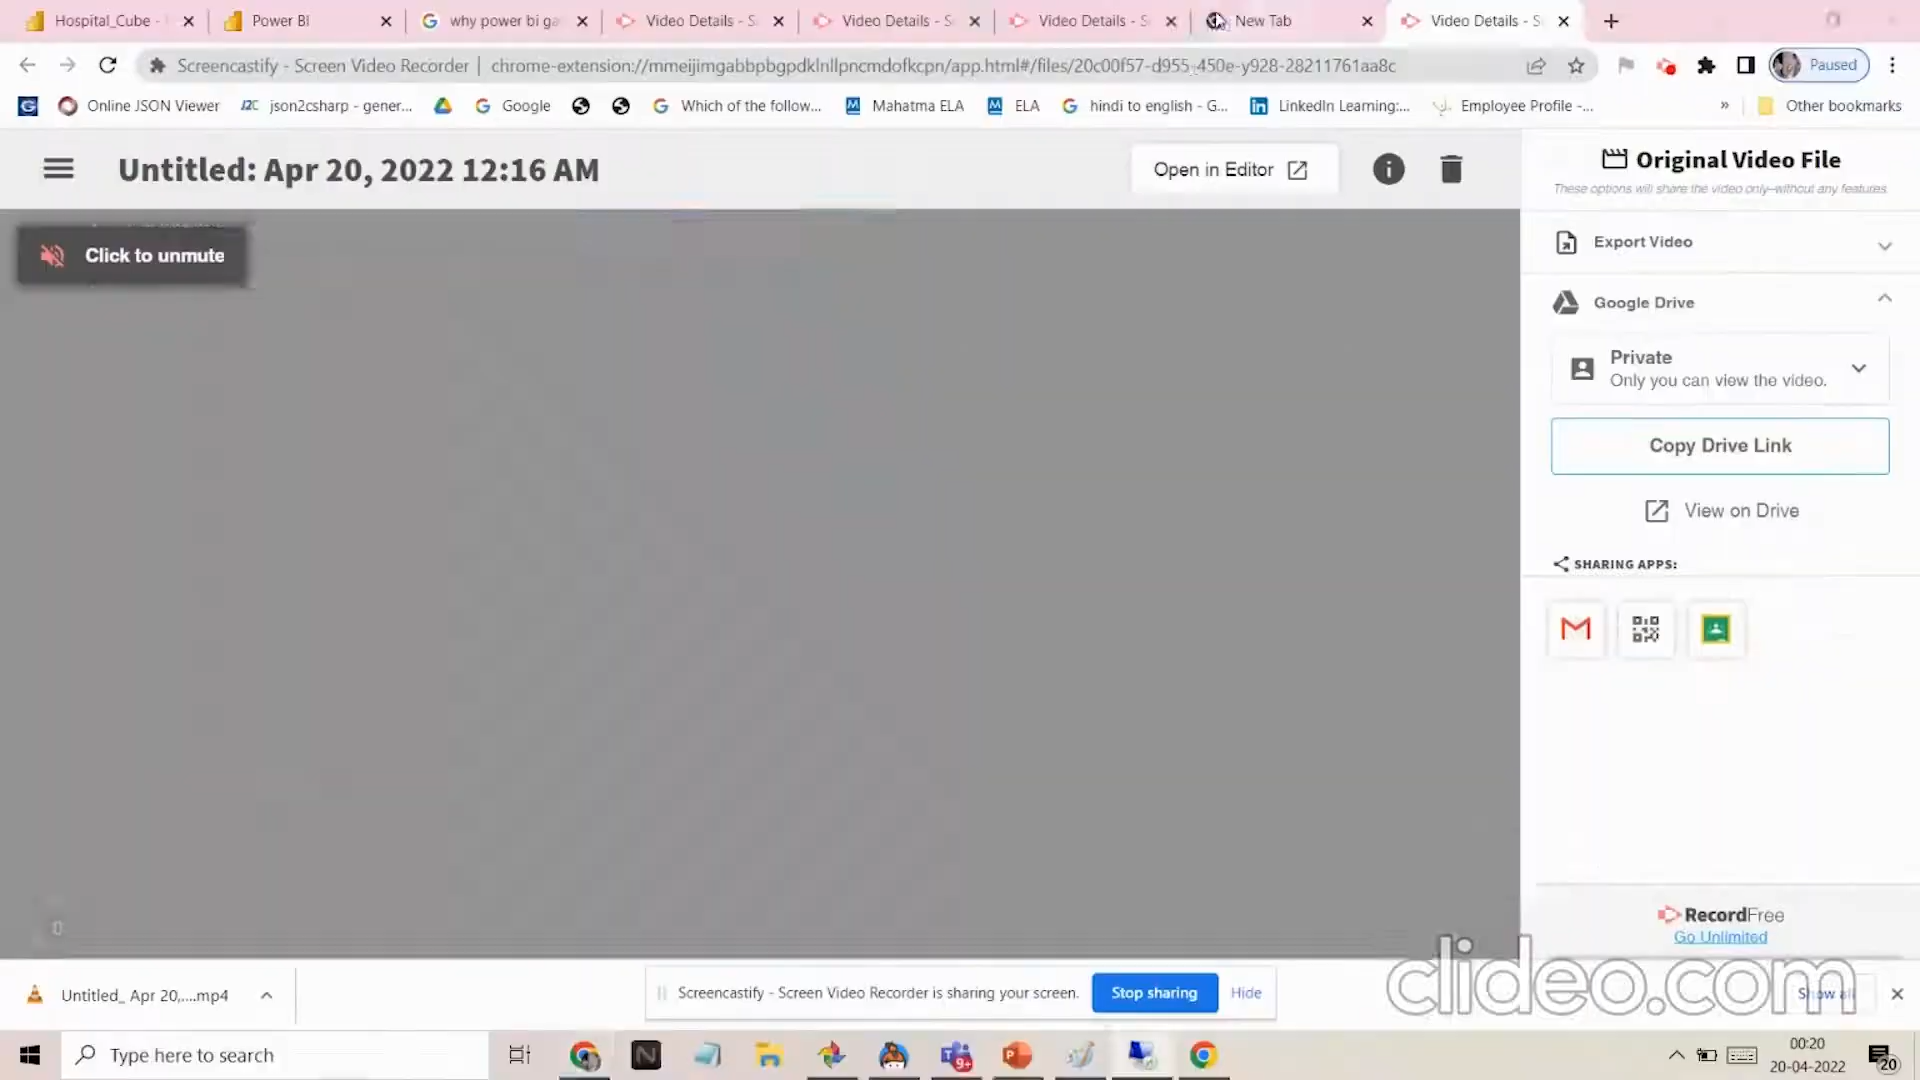 Hospital_Cube -
Power BI
why power bi ga
Video Details - S
Video Details - S
Video Details - S
New Tab
Video Details - S
Screencastify - Screen Video Recorder | chrome-extension://mmeijimgabbpbgpdklnllpncmdofkcpn/app.html#/files/20c00f57-d955-450e-y928-28211761aa8c
Paused
Online JSON Viewer
json2csharp - gener...
Google
Which of the follow...
Mahatma ELA
ELA
hindi to english - G...
LinkedIn Learning:...
Employee Profile -...
»
Other bookmarks
Untitled: Apr 20, 2022 12:16 AM
Open in Editor
Original Video File
These options will share the video only–without any features.
Click to unmute
Export Video
Google Drive
Private
Only you can view the video.
Copy Drive Link
View on Drive
SHARING APPS:
RecordFree
Go Unlimited
Untitled_ Apr 20,....mp4
Screencastify - Screen Video Recorder is sharing your screen.
Stop sharing
Hide
clideo.com
Show all
Type here to search
9+
00:20
20-04-2022
20